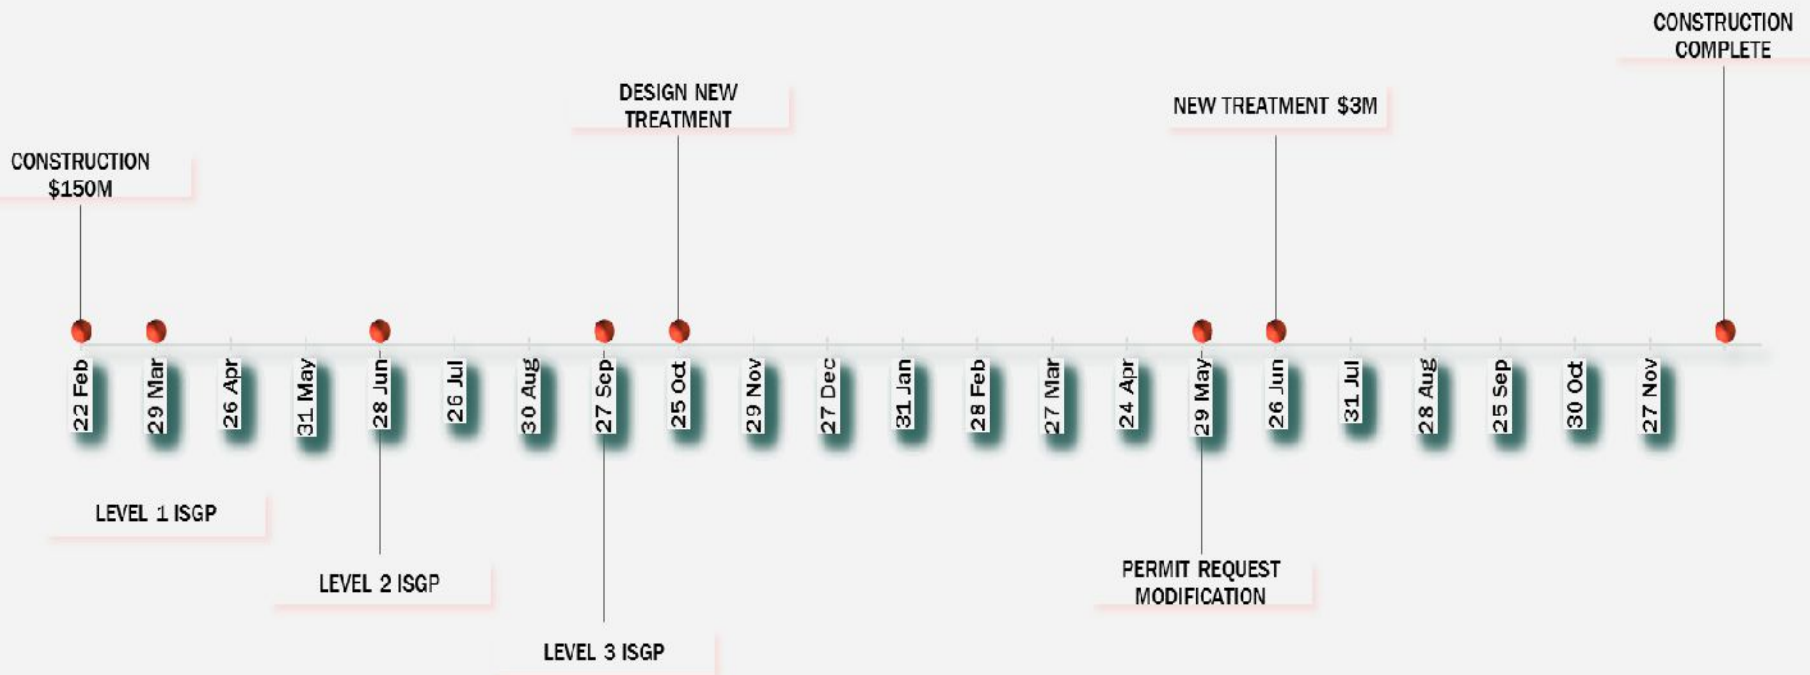 CONSTRUCTION
COMPLETE
DESIGN NEW
TREATMENT
NEW TREATMENT $3M
CONSTRUCTION
$150M
22 Feb
29 Mar
26 Apr
31 May
28 Jun
26 Jul
30 Aug
27 Sep
25 Oct
29 Nov
27 Dec
31 Jan
28 Feb
27 Mar
24 Apr
29 May
26 Jun
31 Jul
28 Aug
25 Sep
30 Oct
27 Nov
LEVEL 1 ISGP
LEVEL 2 ISGP
PERMIT REQUEST
MODIFICATION
LEVEL 3 ISGP